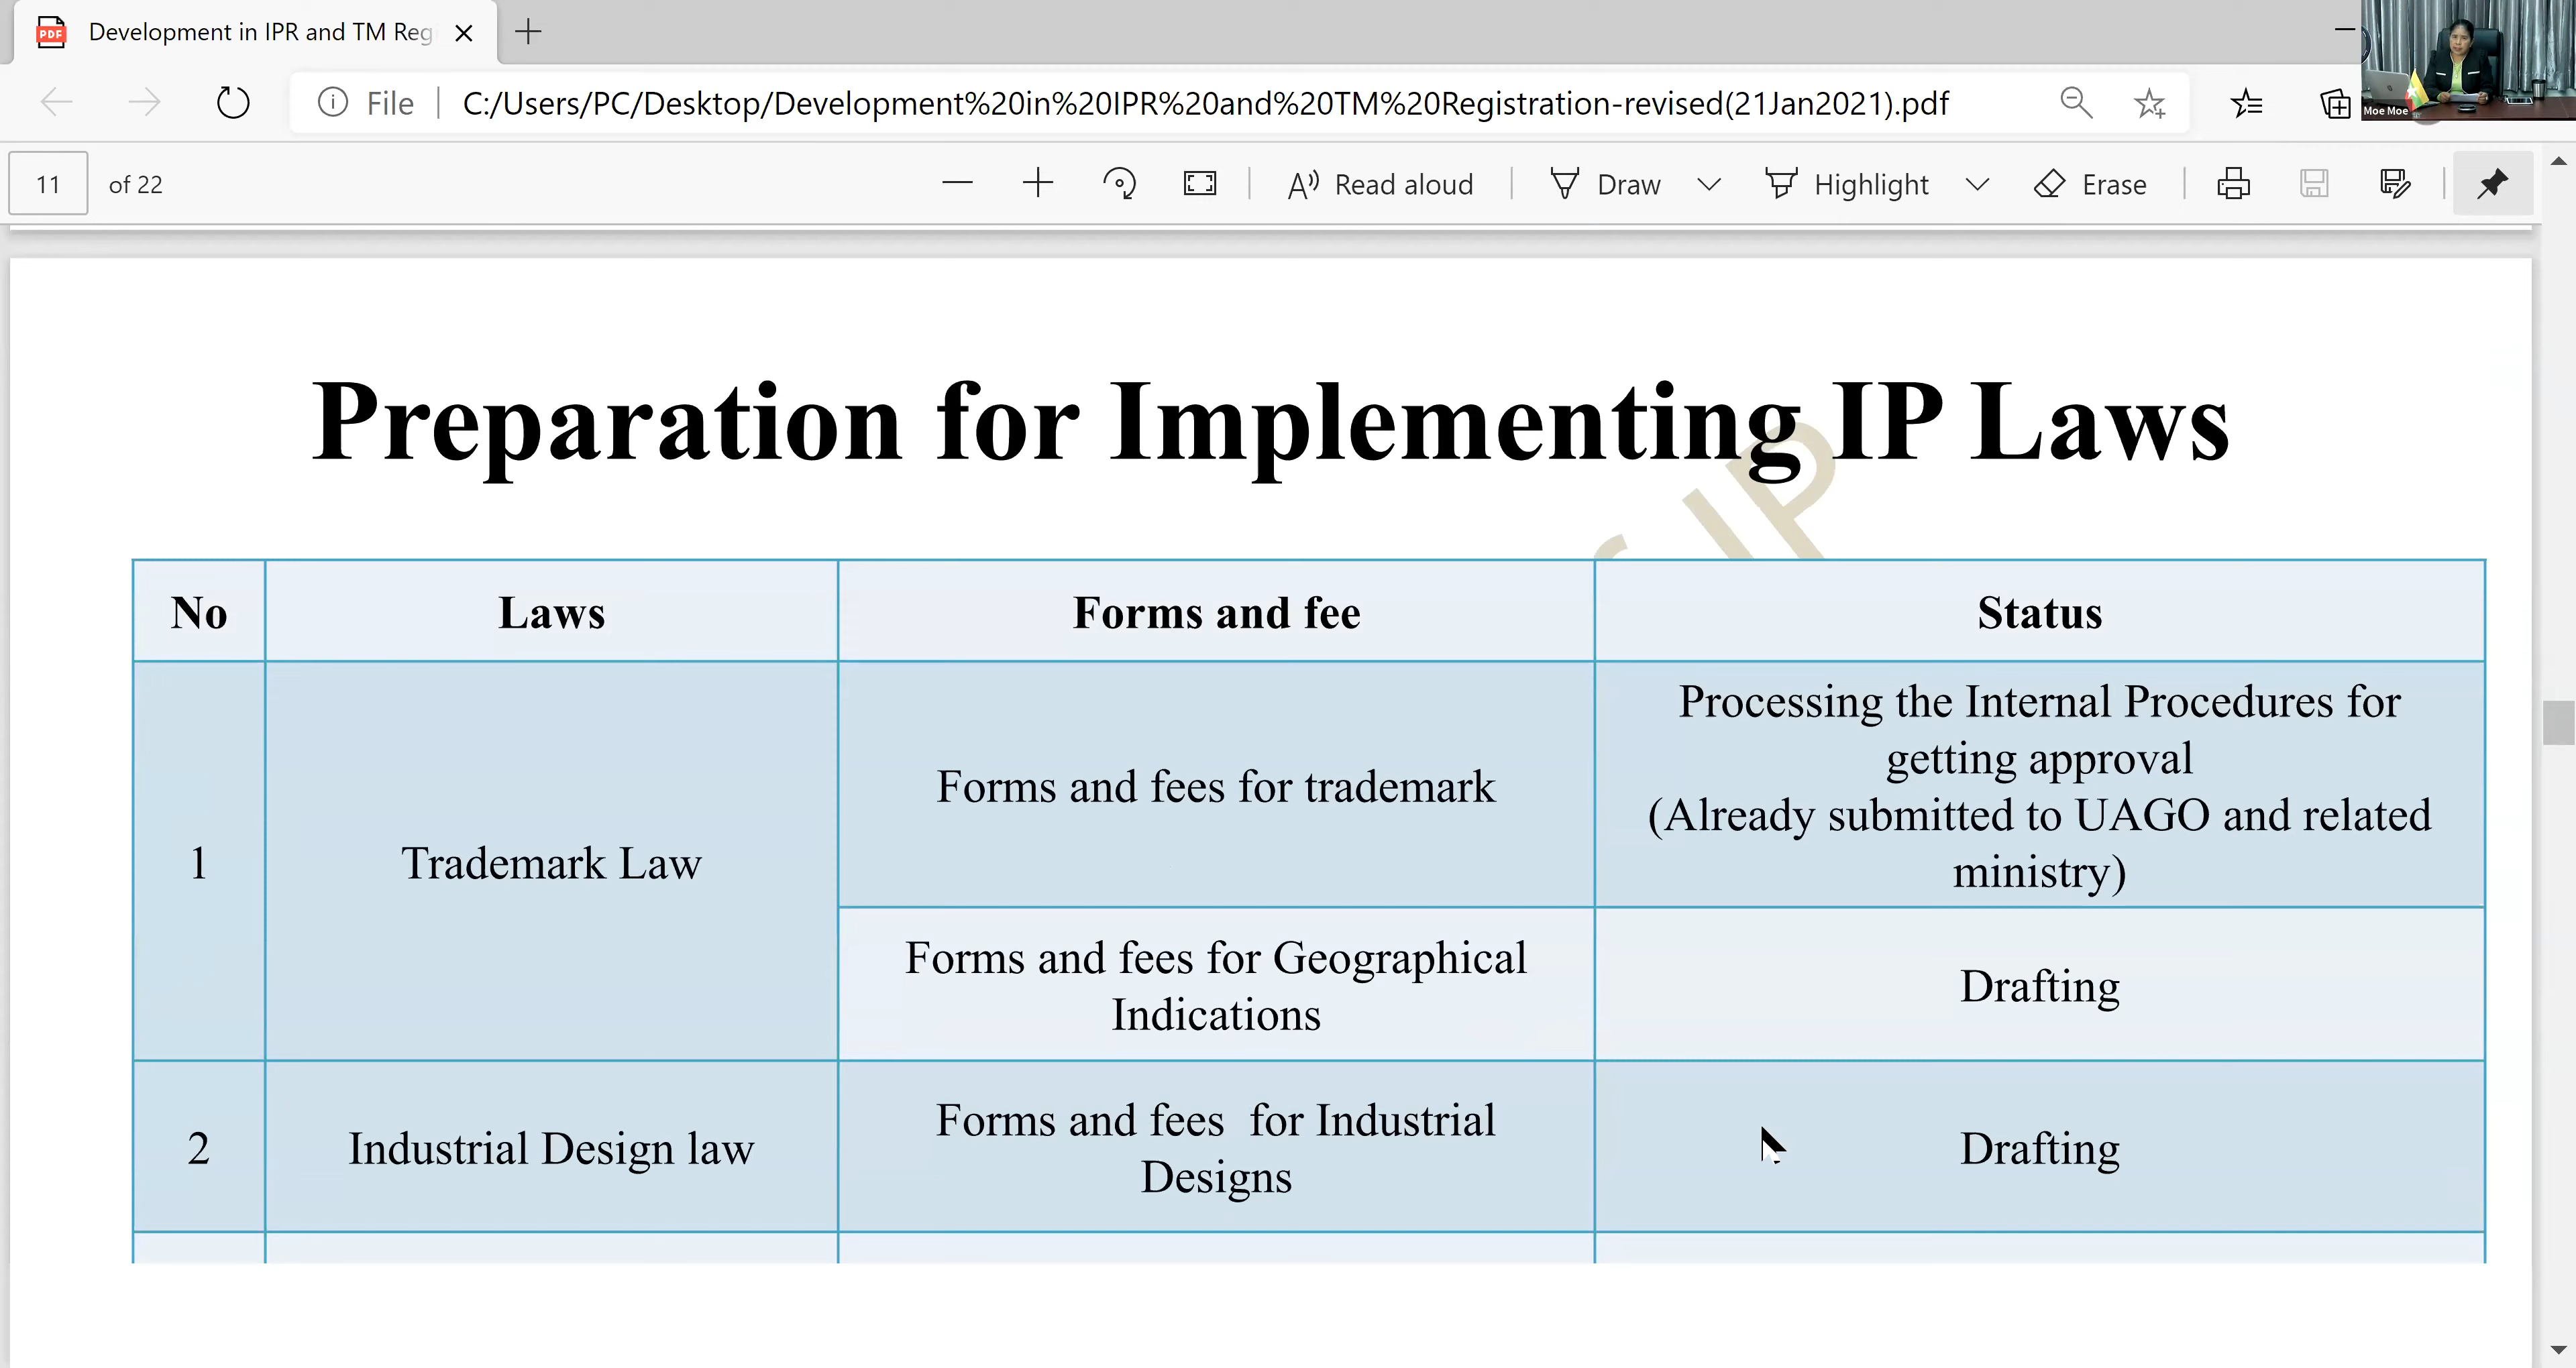 Development in IPR and TM Reg
File
C:/Users/PC/Desktop/Development%20in%20IPR%20and%20TM%20Registration-revised(21Jan2021).pdf
Moe Moe
11 of 22
Read aloud
Draw
Highlight
Erase
Preparation for Implementing IP Laws
IP
No
Laws
Forms and fee
Status
1
Trademark Law
Forms and fees for trademark
Processing the Internal Procedures for
getting approval
(Already submitted to UAGO and related
ministry)
Forms and fees for Geographical
Indications
Drafting
2
Industrial Design law
Forms and fees for Industrial
Designs
Drafting